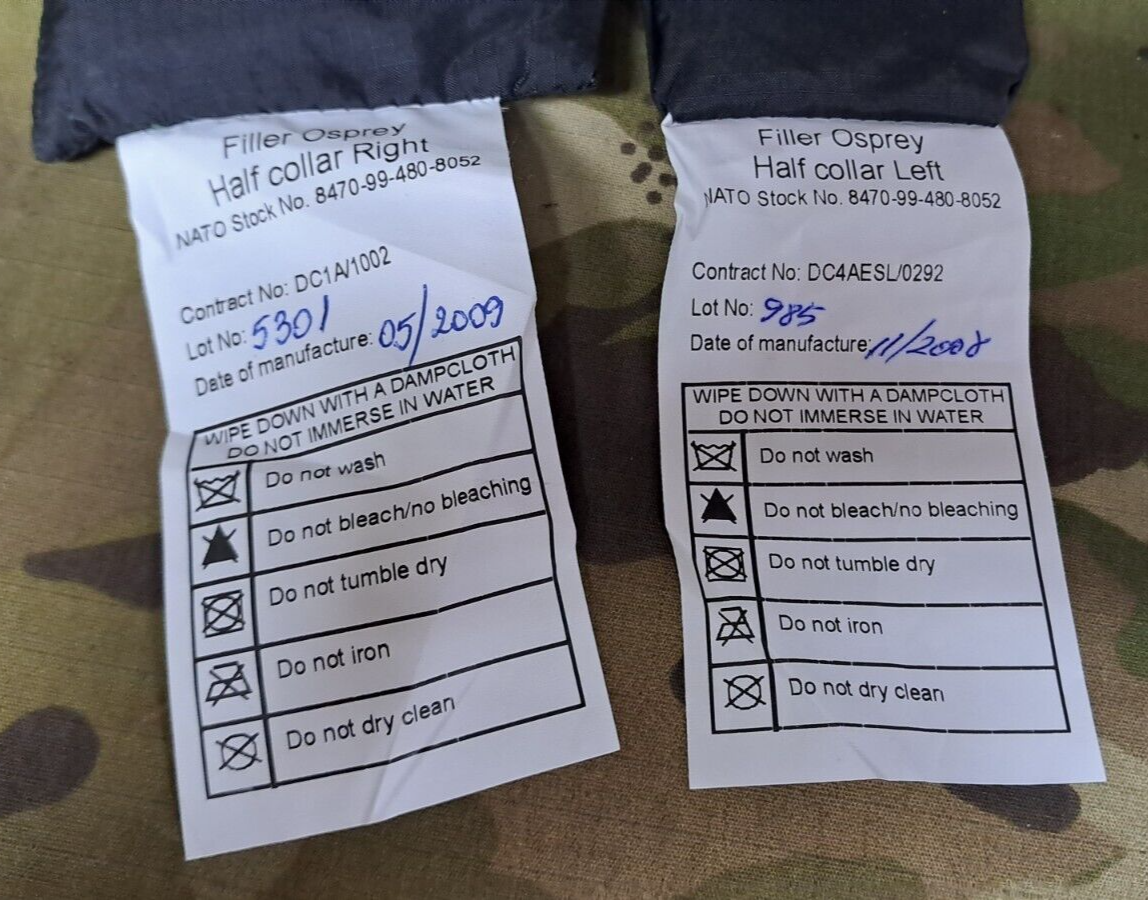 Filler Osprey
Half collar Right
NATO Stock No. 8470-99-480-8052
Contract No: DC1A/1002
Lot No: 5301
Date of manufacture: 05/2009
WIPE DOWN WITH A DAMPCLOTH
DO NOT IMMERSE IN WATER
Do not wash
Do not bleach/no bleaching
Do not tumble dry
Do not iron
Do not dry clean
Filler Osprey
Half collar Left
NATO Stock No. 8470-99-480-8052
Contract No: DC4AESL/0292
Lot No: 985
Date of manufacture: 11/2008
WIPE DOWN WITH A DAMPCLOTH
DO NOT IMMERSE IN WATER
Do not wash
Do not bleach/no bleaching
Do not tumble dry
Do not iron
Do not dry clean